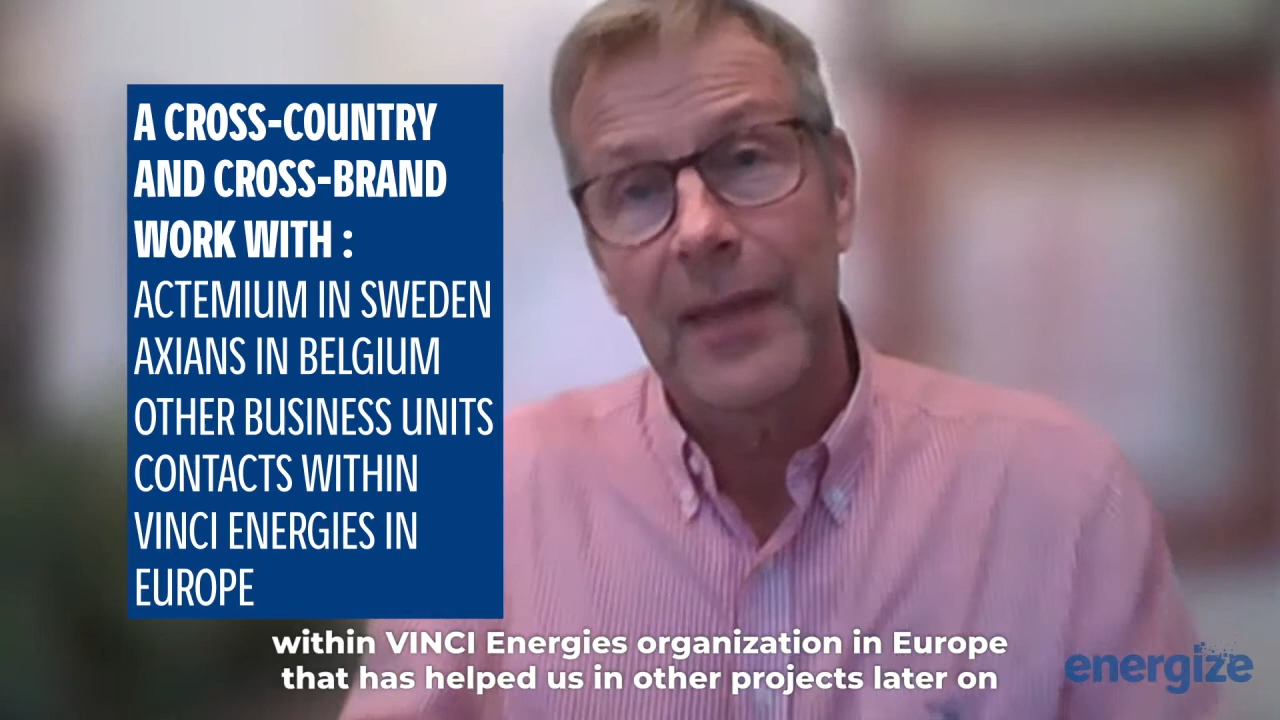 A CROSS-COUNTRY
AND CROSS-BRAND
WORK WITH :
ACTEMIUM IN SWEDEN
AXIANS IN BELGIUM
OTHER BUSINESS UNITS
CONTACTS WITHIN
VINCI ENERGIES IN
EUROPE
within VINCI Energies organization in Europe
that has helped us in other projects later on
energize